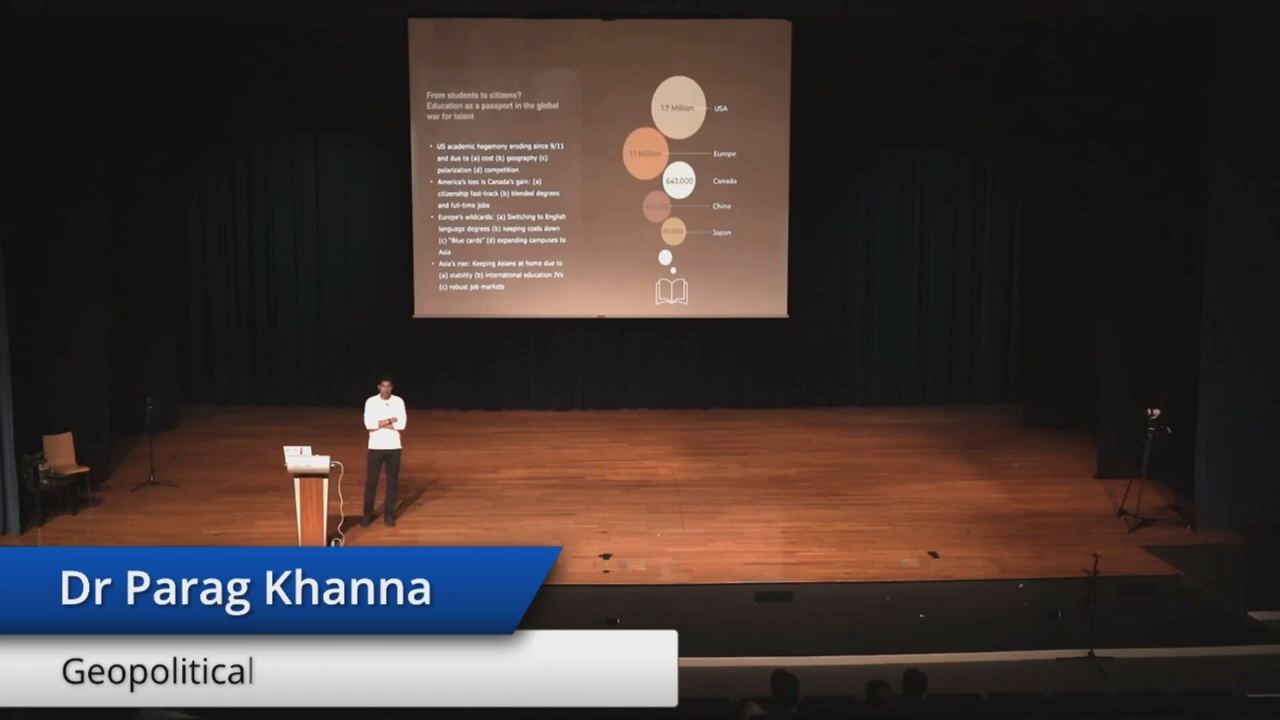 From students to citizens?
Education as a passport in the global
war for talent
• US academic hegemony eroding since 9/11
and due to (a) cost (b) geography (c)
polarization (d) competition
• America's loss is Canada's gain: (a)
citizenship fast-track (b) blended degrees
and full-time jobs
• Europe's wildcards: (a) Switching to English
language degrees (b) keeping costs down
(c) "Blue cards" (d) expanding campuses to
Asia
• Asia's rise: Keeping Asians at home due to
(a) stability (b) international education JVs
(c) robust job markets
1.7 Million USA
1.1 Million Europe
643,000 Canada
China
Japan
Dr Parag Khanna
Geopolitical